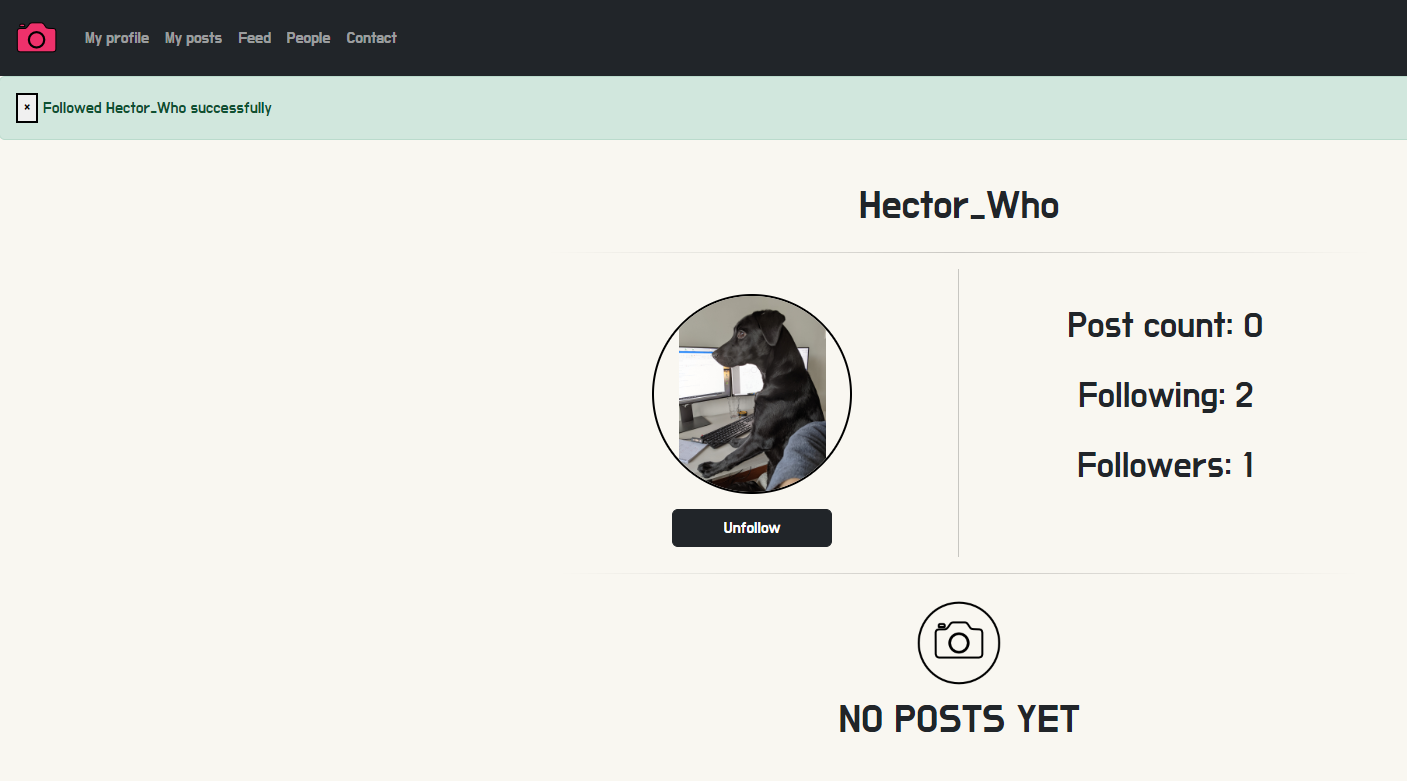 My profile My posts Feed People Contact
× Followed Hector_Who successfully
Hector_Who
Post count: 0
Following: 2
Followers: 1
Unfollow
NO POSTS YET